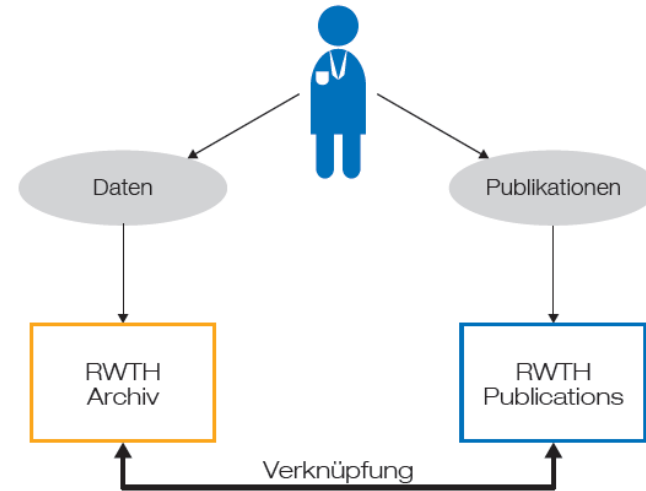 Daten
Publikationen
RWTH
Archiv
RWTH
Publications
Verknüpfung